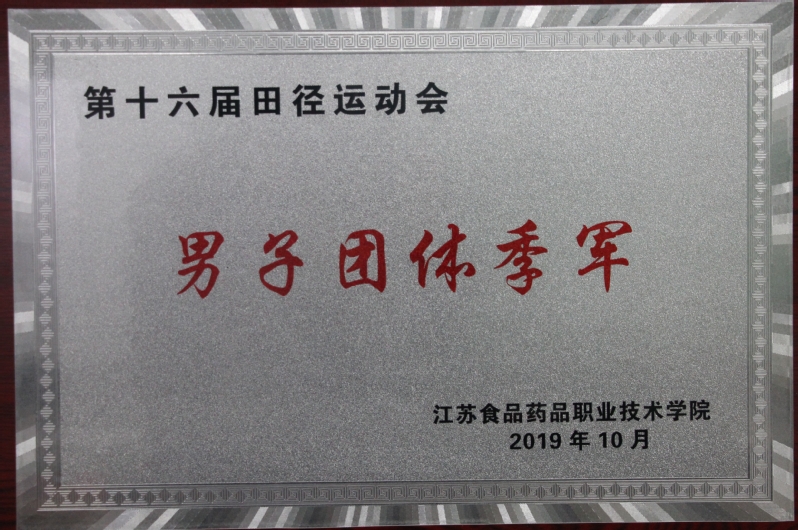 第十六届田径运动会
男子团体季军
江苏食品药品职业技术学院
2019年10月